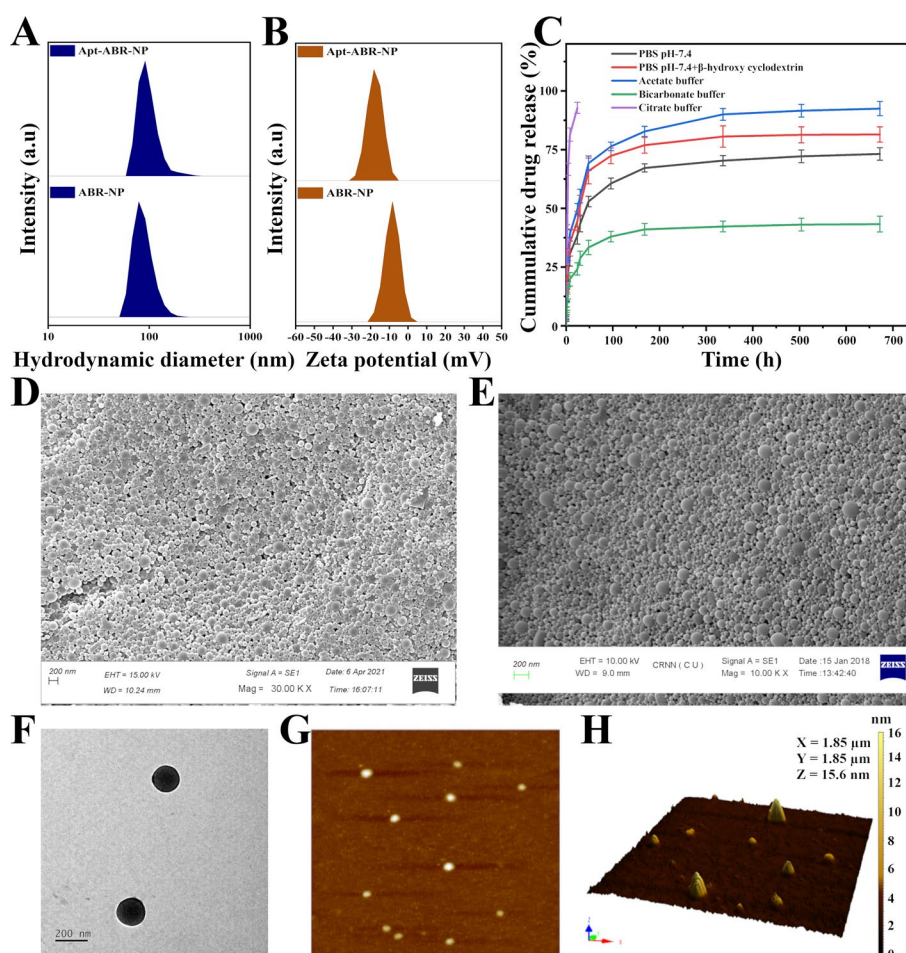 A
Apt-ABR-NP
ABR-NP
Intensity (a.u)
10 100 1000
Hydrodynamic diameter (nm)
B
Apt-ABR-NP
ABR-NP
Intensity (a.u)
-60 -55 -50 -40 -30 -20 -10 0 10 20 30 40 50
Zeta potential (mV)
C
PBS pH-7.4
PBS pH-7.4+β-hydroxy cyclodextrin
Acetate buffer
Bicarbonate buffer
Citrate buffer
Cummulative drug release (%)
100
75
50
25
0
0 100 200 300 400 500 600 700
Time (h)
D
200 nm
EHT = 15.00 kV
WD = 10.24 mm
Signal A = SE1
Mag = 30.00 K X
Date :6 Apr 2021
Time :16:07:11
ZEISS
E
200 nm
EHT = 10.00 kV
WD = 9.0 mm
CRNN ( C U )
Signal A = SE1
Mag = 10.00 K X
Date :15 Jan 2018
Time :13:42:40
ZEISS
F
200 nm
G
H
X = 1.85 µm
Y = 1.85 µm
Z = 15.6 nm
nm
16
14
12
10
8
6
4
2
0